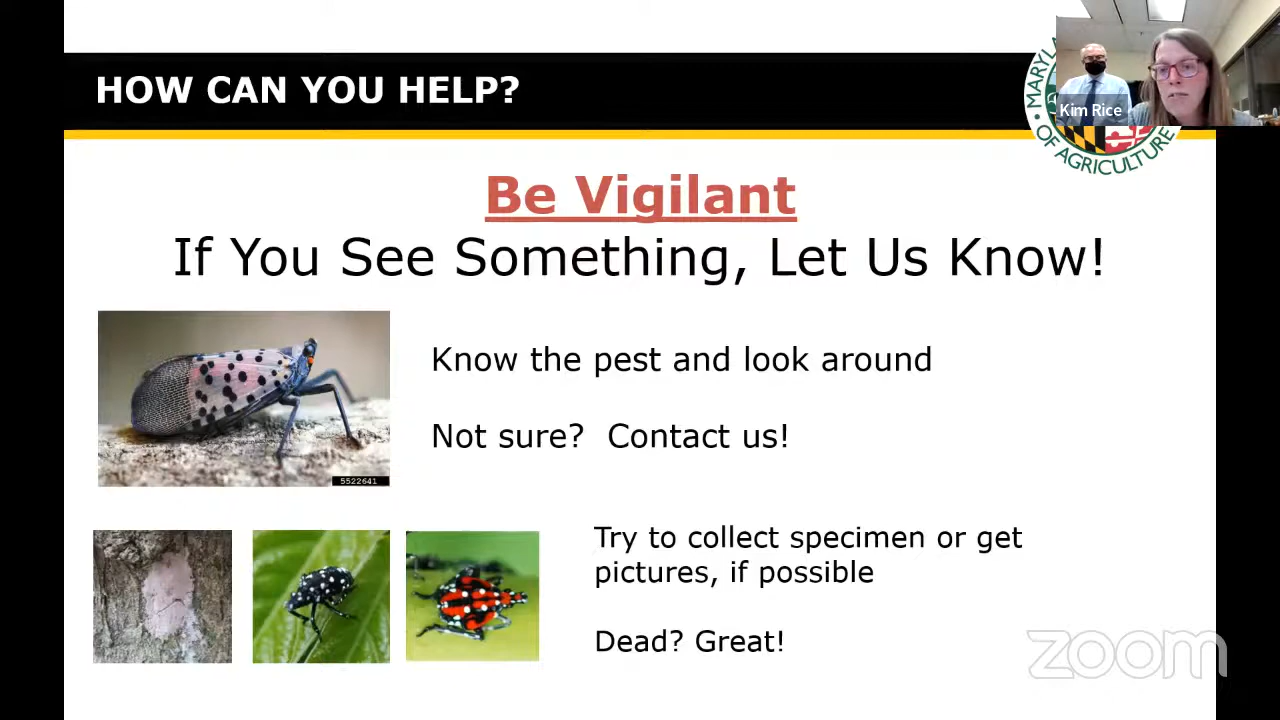 HOW CAN YOU HELP?
Kim Rice
MARYLA
OF AGRICULTURE
Be Vigilant
If You See Something, Let Us Know!
Know the pest and look around
Not sure? Contact us!
5522641
Try to collect specimen or get
pictures, if possible
Dead? Great!
zoom